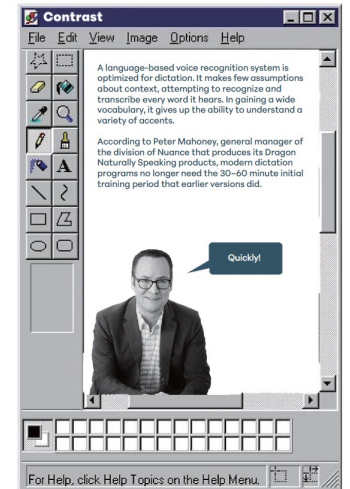 Contrast
File Edit View Image Options Help
A language-based voice recognition system is
optimized for dictation. It makes few assumptions
about context, attempting to recognize and
transcribe every word it hears. In gaining a wide
vocabulary, it gives up the ability to understand a
variety of accents.
According to Peter Mahoney, general manager of
the division of Nuance that produces its Dragon
Naturally Speaking products, modern dictation
programs no longer need the 30–60 minute initial
training period that earlier versions did.
A
Quickly!
For Help, click Help Topics on the Help Menu.